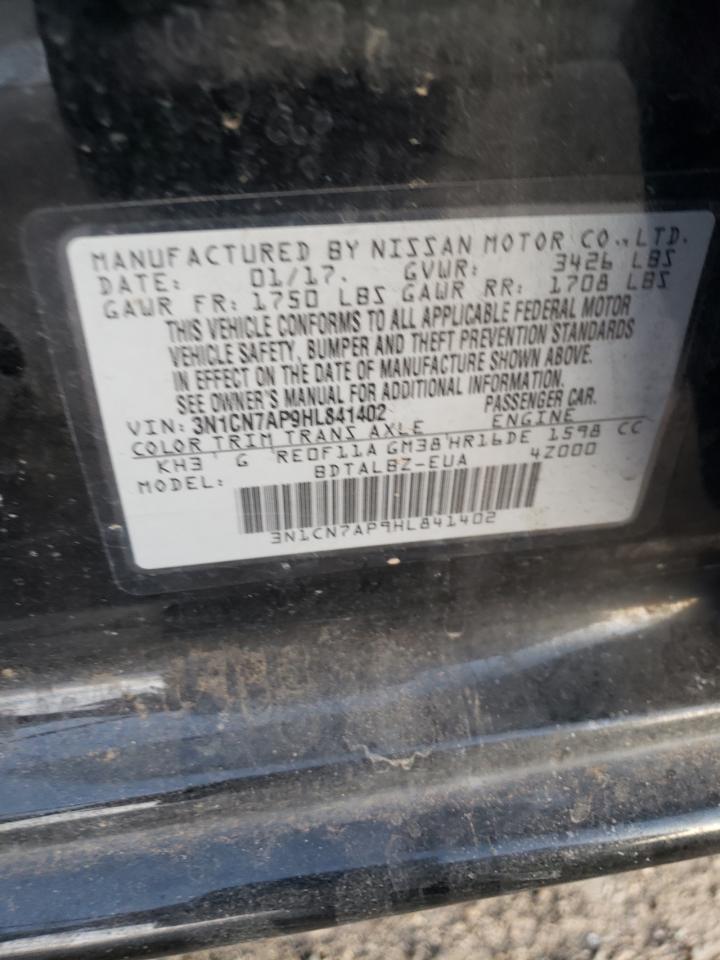 MANUFACTURED BY NISSAN MOTOR CO., LTD.
DATE: 01/17. GVWR: 3426 LBS
GAWR FR: 1750 LBS GAWR RR: 1708 LBS
THIS VEHICLE CONFORMS TO ALL APPLICABLE FEDERAL MOTOR
VEHICLE SAFETY, BUMPER AND THEFT PREVENTION STANDARDS
IN EFFECT ON THE DATE OF MANUFACTURE SHOWN ABOVE.
SEE OWNER'S MANUAL FOR ADDITIONAL INFORMATION.
VIN: 3N1CN7AP9HL841402 PASSENGER CAR.
COLOR TRIM TRANS AXLE ENGINE
KH3 G RE0F11A GM38 HR16DE 1598 CC
MODEL: BDTALBZ-EUA 4Z000
3N1CN7AP9HL841402